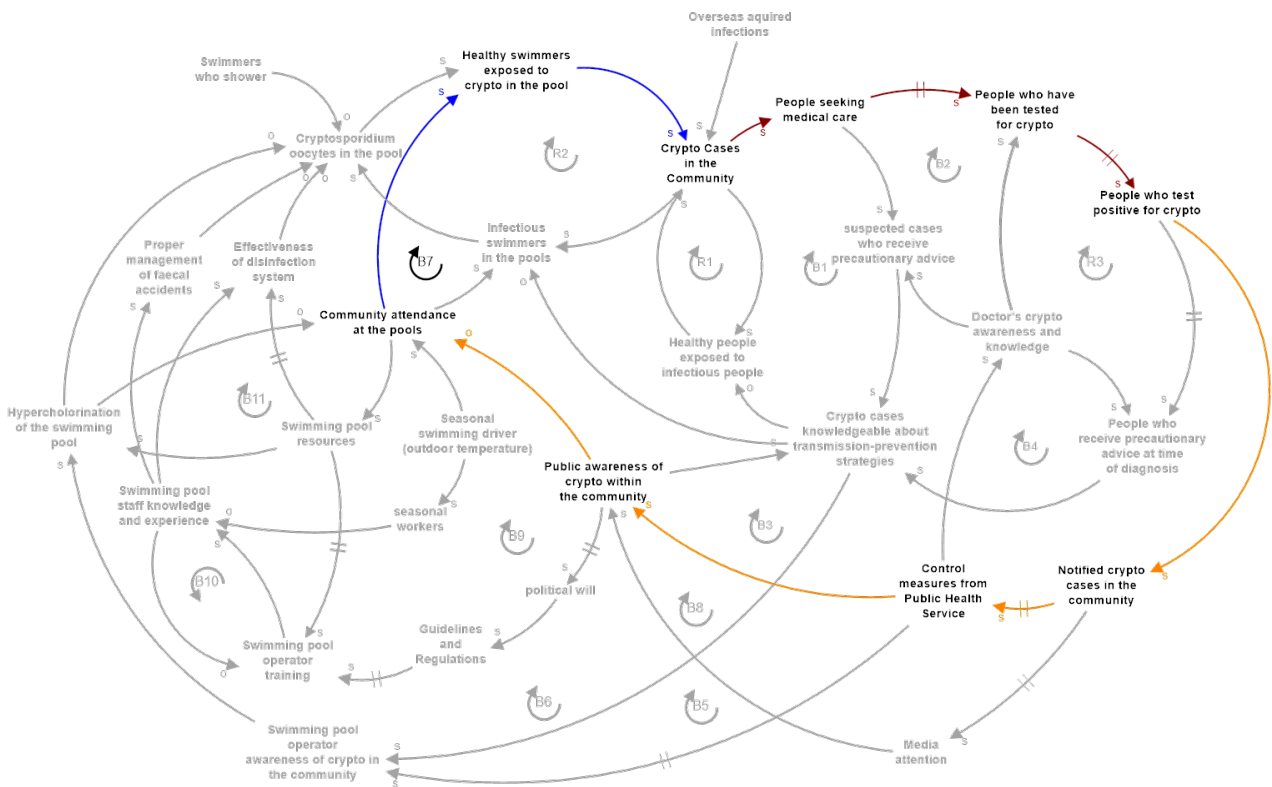 Overseas aquired
infections
Swimmers
who shower
Healthy swimmers
exposed to
crypto in the pool
People seeking
medical care
People who have
been tested
for crypto
Cryptosporidium
oocytes in the pool
R2
Crypto Cases
in the
Community
B2
People who test
positive for crypto
Proper
management
of faecal
accidents
Effectiveness
of disinfection
system
B7
Infectious
swimmers
in the pools
R1
B1
suspected cases
who receive
precautionary advice
R3
Community attendance
at the pools
Healthy people
exposed to
infectious people
Doctor's crypto
awareness and
knowledge
B11
Hypercholorination
of the swimming
pool
Swimming pool
resources
Seasonal
swimming driver
(outdoor temperature)
Crypto cases
knowledgeable about
transmission-prevention
strategies
B4
People who
receive precautionary
advice at time
of diagnosis
Public awareness of
crypto within
the community
Swimming pool
staff knowledge
and experience
seasonal
workers
B9
B3
B10
political will
Control
measures from
Public Health
Service
Notified crypto
cases in the
community
B8
Swimming pool
operator
training
Guidelines
and
Regulations
B6
B5
Swimming pool
operator
awareness of crypto in
the community
Media
attention
s
s
o
o
o
o
s
s
s
s
s
s
s
s
s
s
s
s
s
s
o
s
s
s
o
s
s
o
s
o
s
s
s
s
s
s
s
s
s
s
o
s
s
s
s
s
s
s
s
o
s
s
s